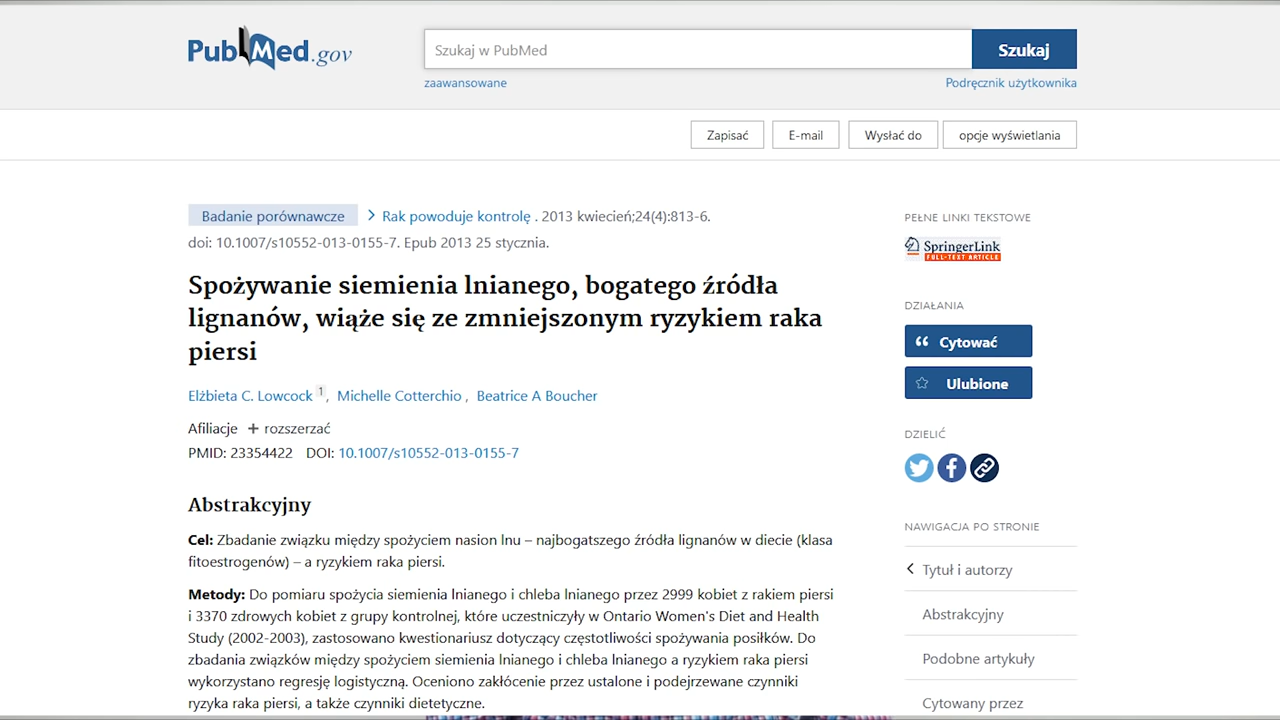 PubMed.gov
Szukaj w PubMed
Szukaj
zaawansowane
Podręcznik użytkownika
Zapisać
E-mail
Wysłać do
opcje wyświetlania
Badanie porównawcze > Rak powoduje kontrolę . 2013 kwiecień;24(4):813-6.
doi: 10.1007/s10552-013-0155-7. Epub 2013 25 stycznia.
Spożywanie siemienia lnianego, bogatego źródła
lignanów, wiąże się ze zmniejszonym ryzykiem raka
piersi
Elżbieta C. Lowcock 1, Michelle Cotterchio , Beatrice A Boucher
Afiliacje + rozszerzać
PMID: 23354422 DOI: 10.1007/s10552-013-0155-7
Abstrakcyjny
Cel: Zbadanie związku między spożyciem nasion lnu – najbogatszego źródła lignanów w diecie (klasa
fitoestrogenów) – a ryzykiem raka piersi.
Metody: Do pomiaru spożycia siemienia lnianego i chleba lnianego przez 2999 kobiet z rakiem piersi
i 3370 zdrowych kobiet z grupy kontrolnej, które uczestniczyły w Ontario Women's Diet and Health
Study (2002-2003), zastosowano kwestionariusz dotyczący częstotliwości spożywania posiłków. Do
zbadania związków między spożyciem siemienia lnianego i chleba lnianego a ryzykiem raka piersi
wykorzystano regresję logistyczną. Oceniono zakłócenie przez ustalone i podejrzewane czynniki
ryzyka raka piersi, a także czynniki dietetyczne.
PEŁNE LINKI TEKSTOWE
SpringerLink
FULL-TEXT ARTICLE
DZIAŁANIA
Cytować
Ulubione
DZIELIĆ
NAWIGACJA PO STRONIE
Tytuł i autorzy
Abstrakcyjny
Podobne artykuły
Cytowany przez